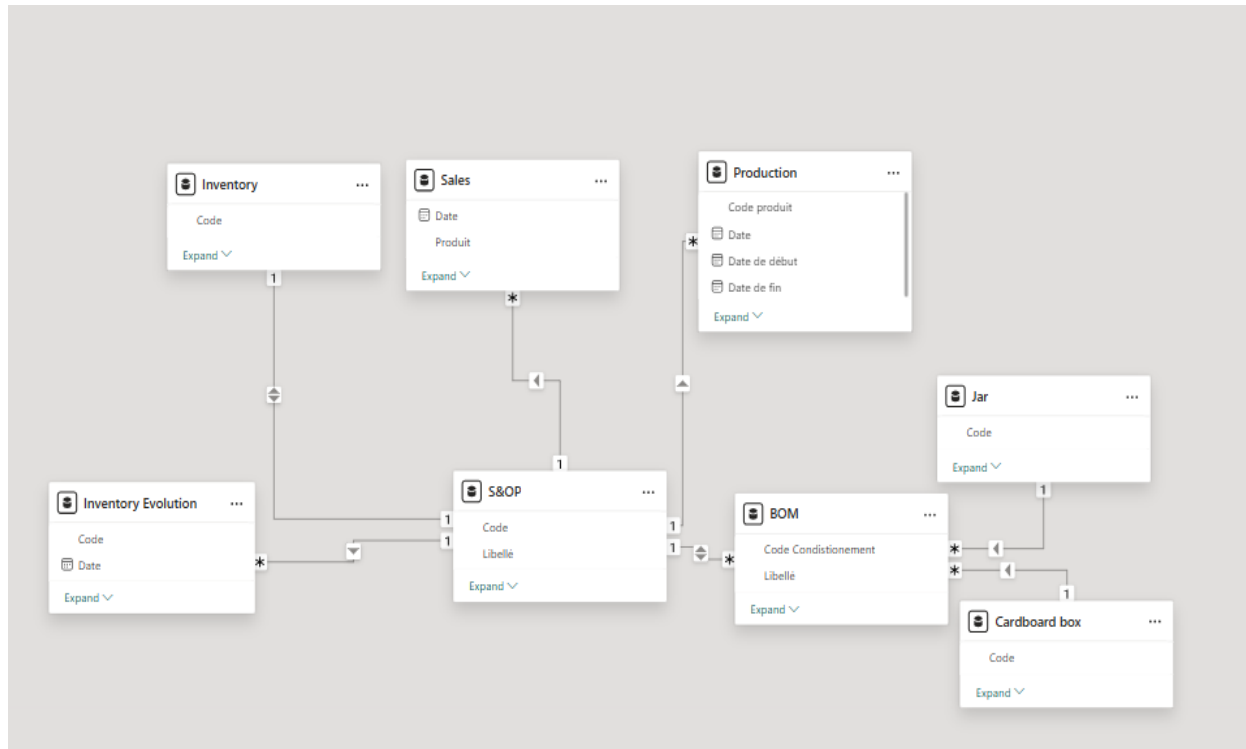 Inventory
Code
Expand
Sales
Date
Produit
Expand
Production
Code produit
Date
Date de début
Date de fin
Expand
Jar
Code
Expand
Inventory Evolution
Code
Date
Expand
S&OP
Code
Libellé
Expand
BOM
Code Condistionement
Libellé
Expand
Cardboard box
Code
Expand
1
*
*
1
1
1
*
1
1
*
1
*
*
1